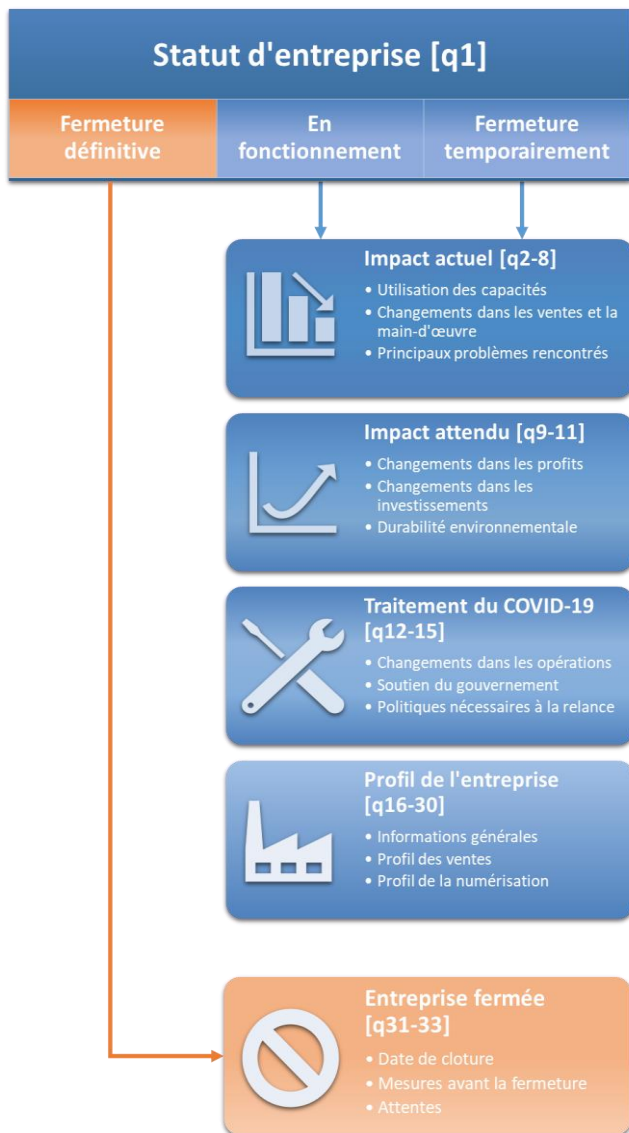 Statut d'entreprise [q1]
Fermeture
définitive
En
fonctionnement
Fermeture
temporairement
Impact actuel [q2-8]
• Utilisation des capacités
• Changements dans les ventes et la
main-d'œuvre
• Principaux problèmes rencontrés
Impact attendu [q9-11]
• Changements dans les profits
• Changements dans les
investissements
• Durabilité environnementale
Traitement du COVID-19
[q12-15]
• Changements dans les opérations
• Soutien du gouvernement
• Politiques nécessaires à la relance
Profil de l'entreprise
[q16-30]
• Informations générales
• Profil des ventes
• Profil de la numérisation
Entreprise fermée
[q31-33]
• Date de cloture
• Mesures avant la fermeture
• Attentes